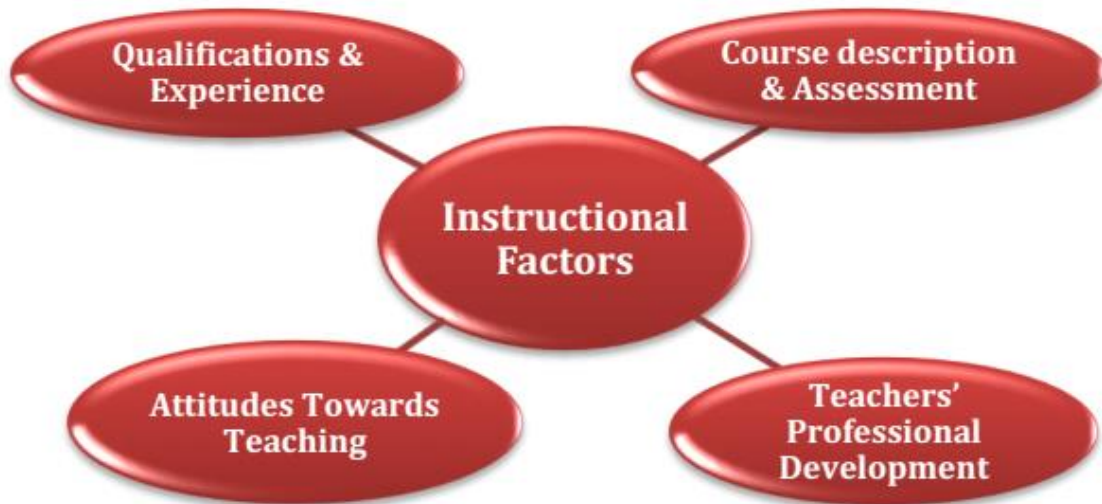 Qualifications &
Experience
Course description
& Assessment
Instructional
Factors
Attitudes Towards
Teaching
Teachers’
Professional
Development